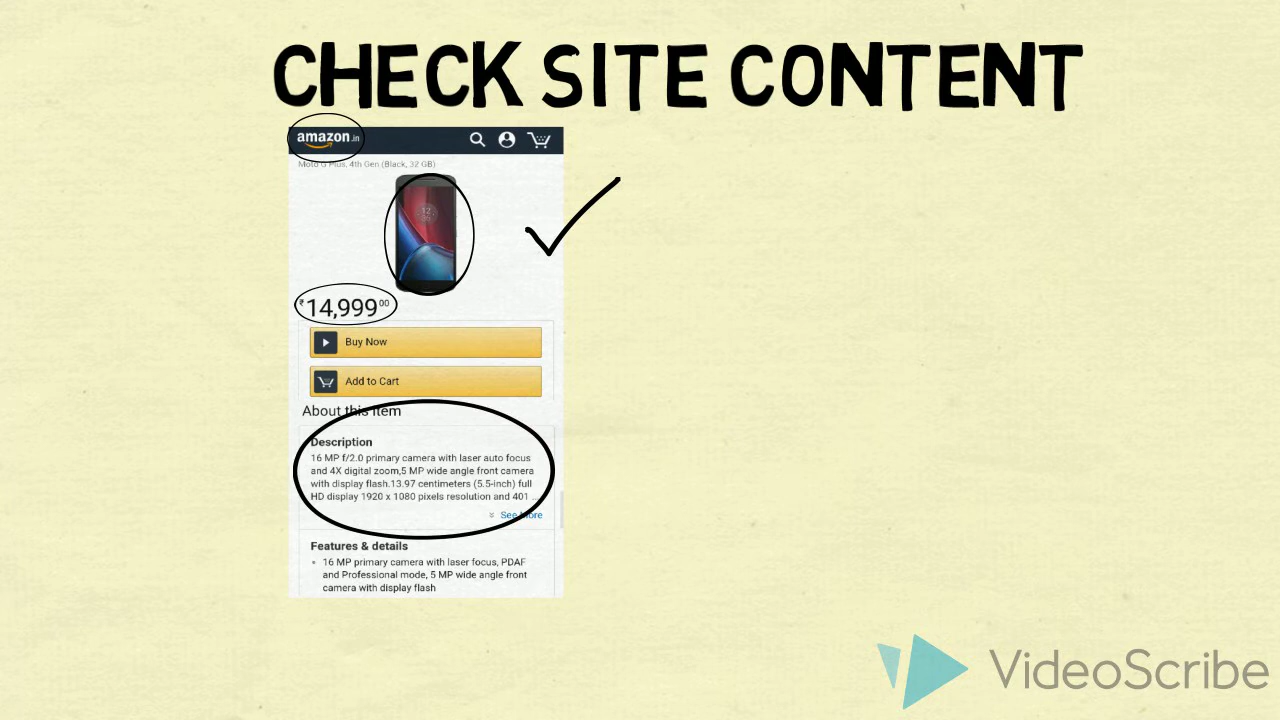 CHECK SITE CONTENT
amazon.in
Moto G Plus, 4th Gen (Black, 32 GB)
₹14,99900
Buy Now
Add to Cart
About this item
Description
16 MP f/2.0 primary camera with laser auto focus
and 4X digital zoom,5 MP wide angle front camera
with display flash.13.97 centimeters (5.5-inch) full
HD display 1920 x 1080 pixels resolution and 401 ...
See More
Features & details
• 16 MP primary camera with laser focus, PDAF
and Professional mode, 5 MP wide angle front
camera with display flash
VideoScribe